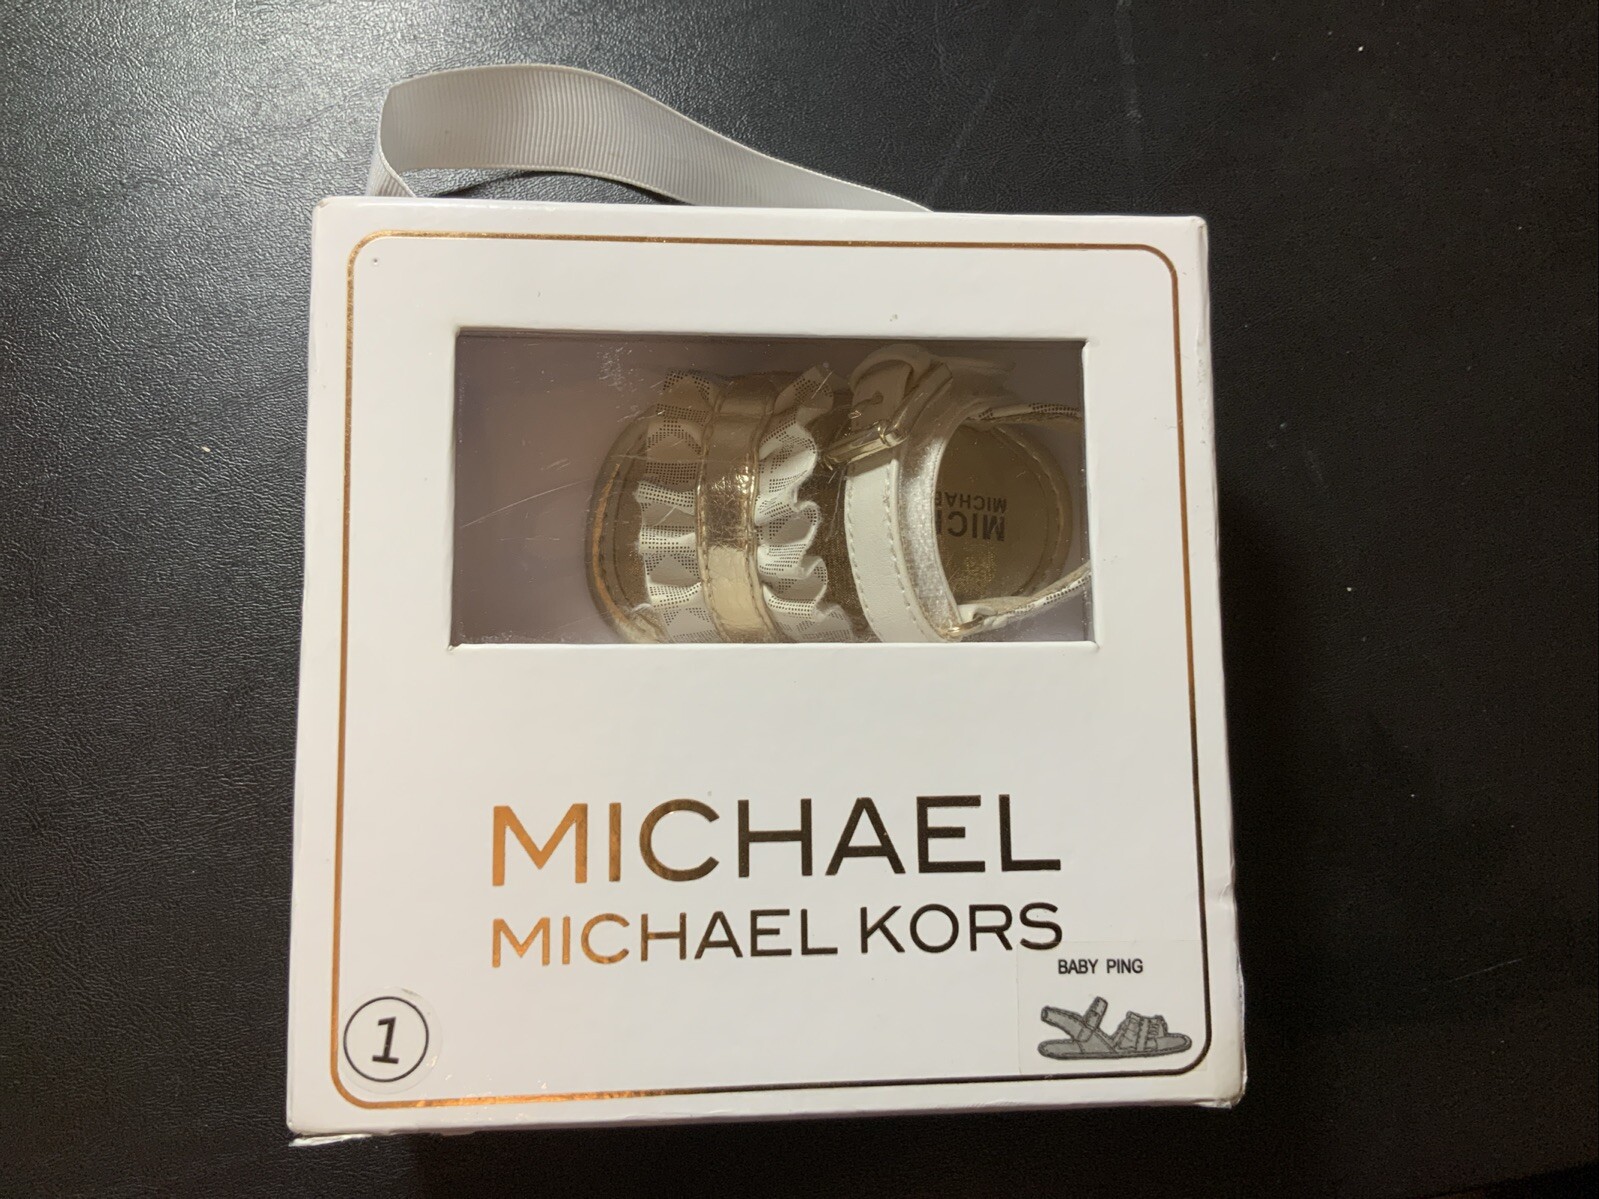 MICHAEL
MICHAEL KORS
BABY PING
1